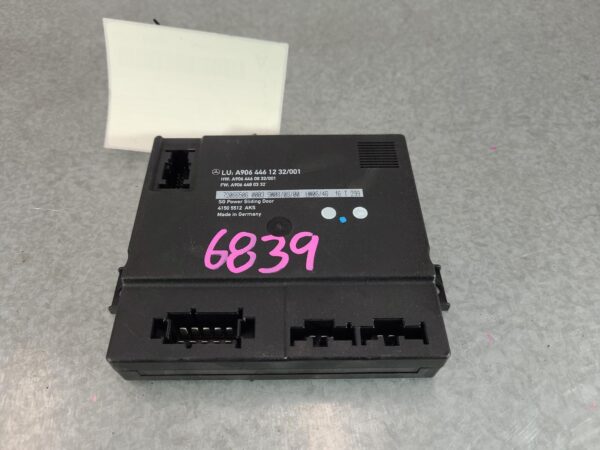 LU: A906 446 12 32/001
HW: A906 446 08 32/001
FW: A906 448 03 32
SG Power Sliding Door
4150 5512 AKS
Made in Germany
6839